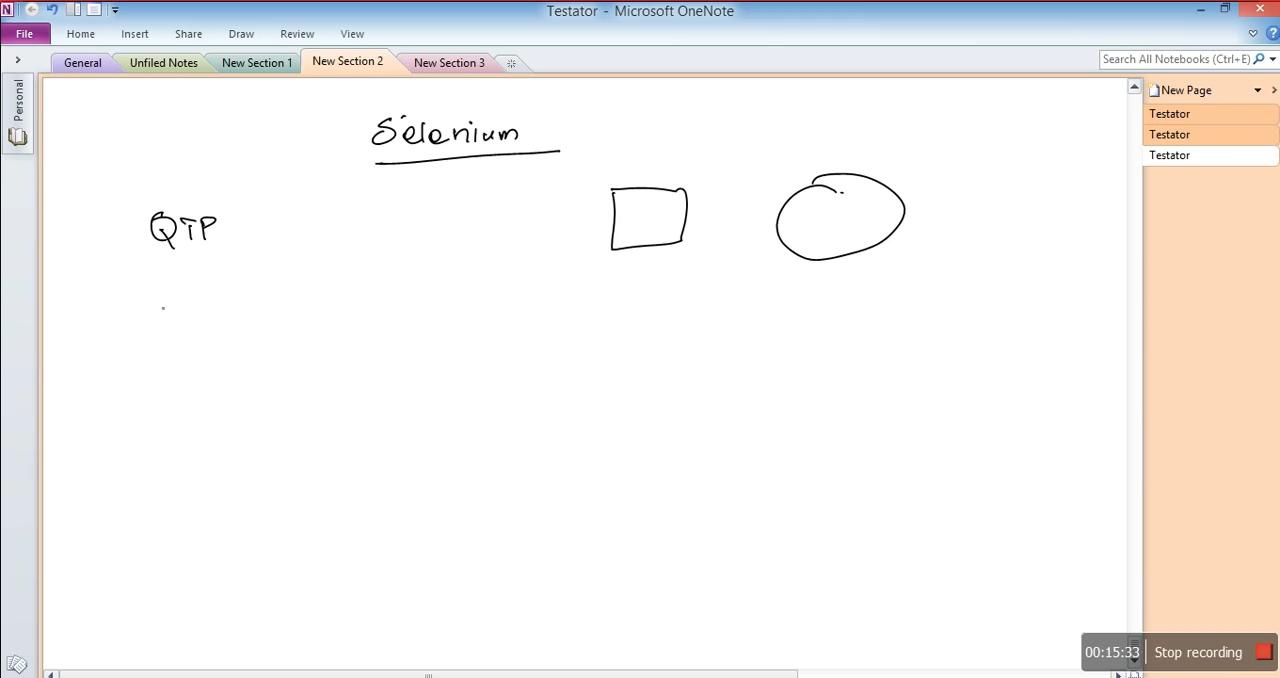 Testator - Microsoft OneNote
File Home Insert Share Draw Review View
General Unfiled Notes New Section 1 New Section 2 New Section 3
Search All Notebooks (Ctrl+E)
Personal
New Page
Testator
Testator
Testator
Selenium
QTP
00:15:33 Stop recording